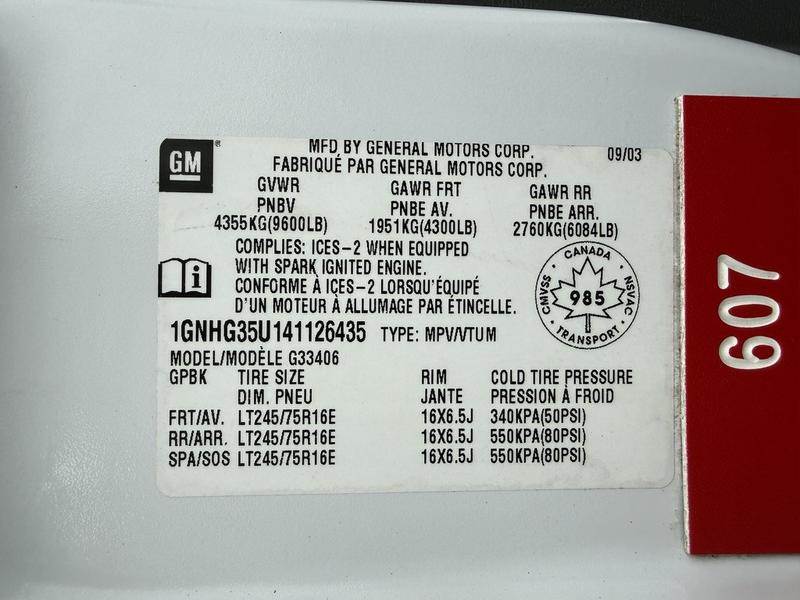 GM
MFD BY GENERAL MOTORS CORP.
09/03
FABRIQUÉ PAR GENERAL MOTORS CORP.
GVWR GAWR FRT GAWR RR
PNBV PNBE AV. PNBE ARR.
4355KG(9600LB) 1951KG(4300LB) 2760KG(6084LB)
COMPLIES: ICES-2 WHEN EQUIPPED
WITH SPARK IGNITED ENGINE.
CONFORME À ICES-2 LORSQU'ÉQUIPÉ
D'UN MOTEUR À ALLUMAGE PAR ÉTINCELLE.
i
CANADA
CMVSS 985 NSVAC
TRANSPORT
1GNHG35U141126435 TYPE: MPV/VTUM
MODEL/MODÈLE G33406
GPBK TIRE SIZE RIM COLD TIRE PRESSURE
DIM. PNEU JANTE PRESSION À FROID
FRT/AV. LT245/75R16E 16X6.5J 340KPA(50PSI)
RR/ARR. LT245/75R16E 16X6.5J 550KPA(80PSI)
SPA/SOS LT245/75R16E 16X6.5J 550KPA(80PSI)
607